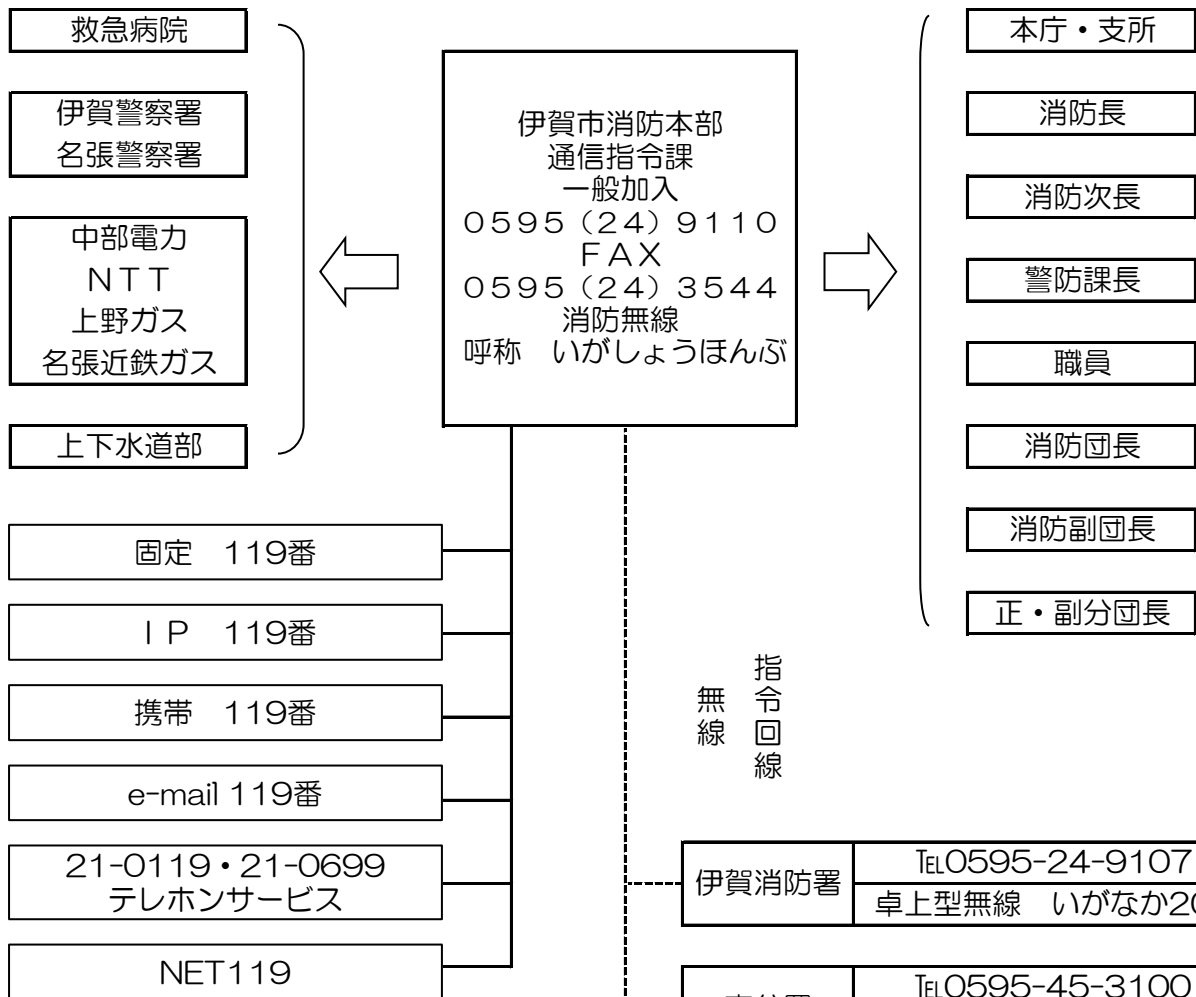 救急病院
伊賀警察署
名張警察署
中部電力
ＮＴＴ
上野ガス
名張近鉄ガス
上下水道部
伊賀市消防本部
通信指令課
一般加入
０５９５（２４）９１１０
ＦＡＸ
０５９５（２４）３５４４
消防無線
呼称　いがしょうほんぶ
本庁・支所
消防長
消防次長
警防課長
職員
消防団長
消防副団長
正・副分団長
固定　119番
ＩＰ　119番
携帯　119番
e-mail 119番
21-0119・21-0699
テレホンサービス
NET119
指令回線
無線
伊賀消防署
℡0595-24-9107
卓上型無線　いがなか20
℡0595-45-3100